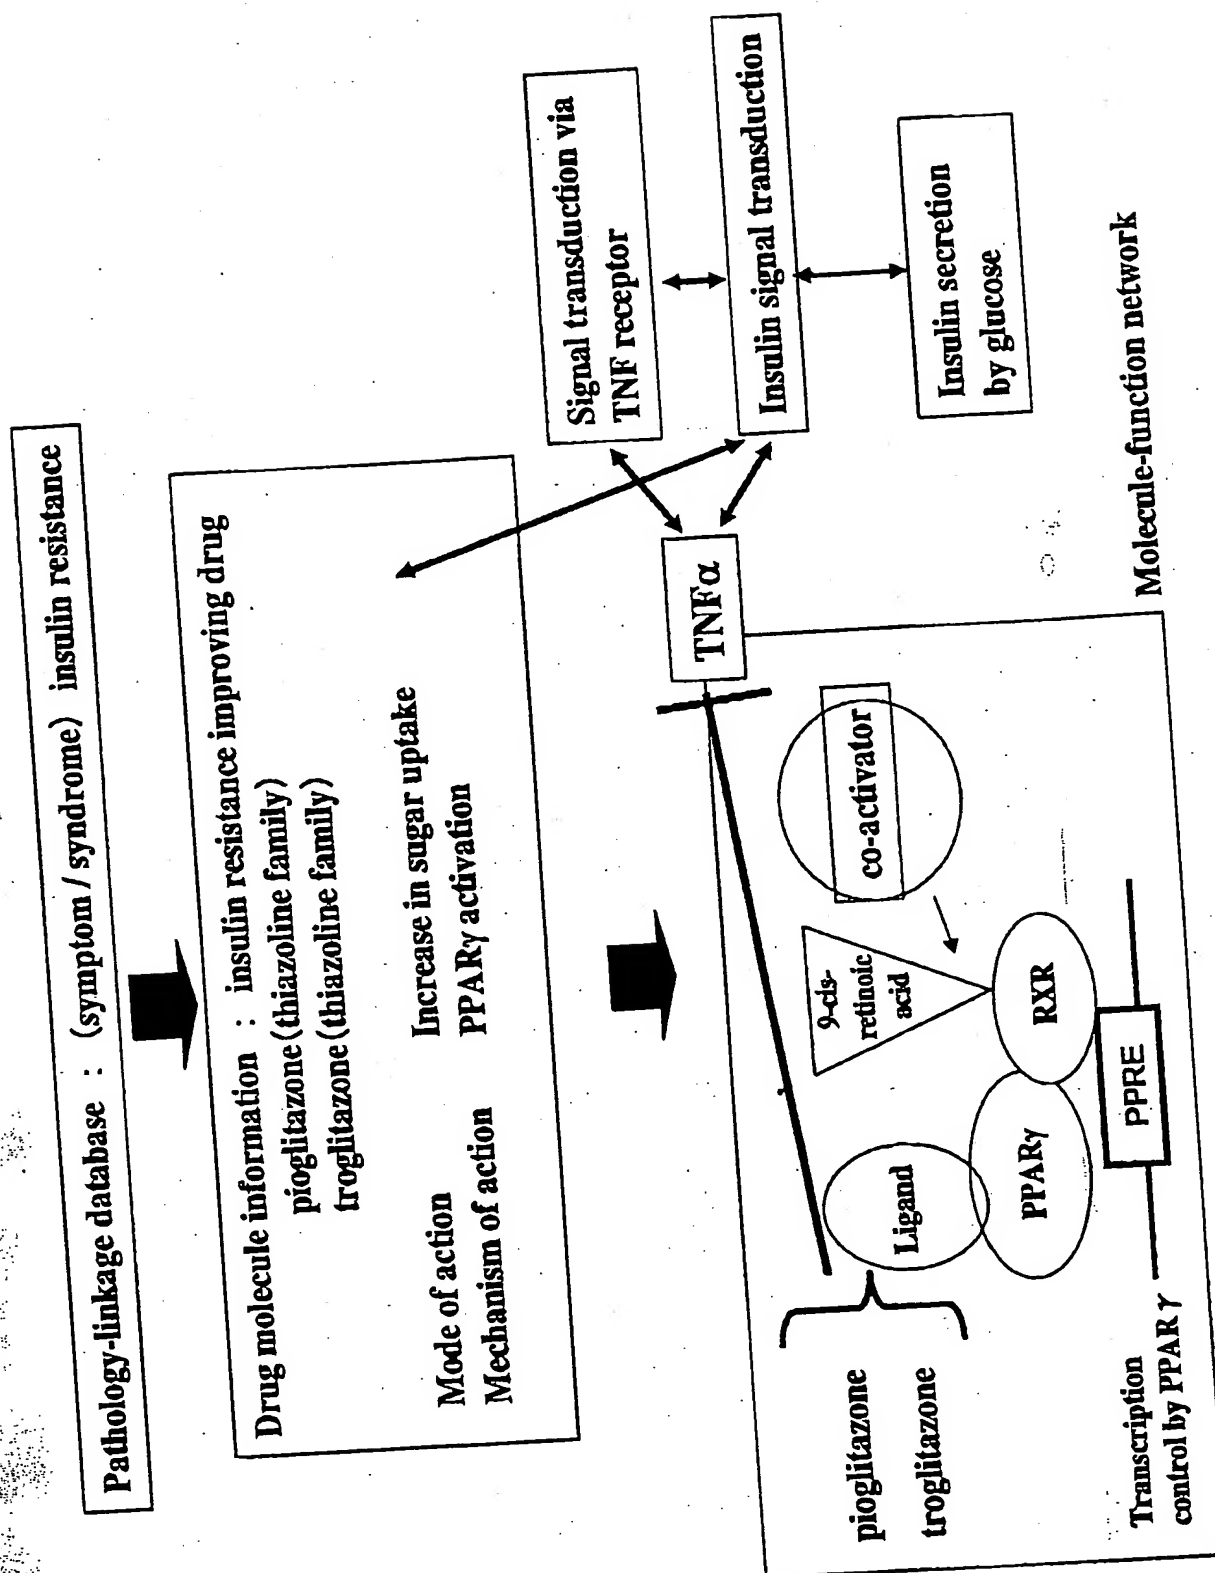 Pathology-linkage database : (symptom / syndrome) insulin resistance
Drug molecule information : insulin resistance improving drug
pioglitazone (thiazoline family)
troglitazone (thiazoline family)
Mode of action Increase in sugar uptake
Mechanism of action PPARγ activation
Signal transduction via
TNF receptor
TNFα
Insulin signal transduction
Insulin secretion
by glucose
pioglitazone
troglitazone
Ligand
9-cis-
retinoic
acid
co-activator
PPARγ
RXR
PPRE
Transcription
control by PPARγ
Molecule-function network